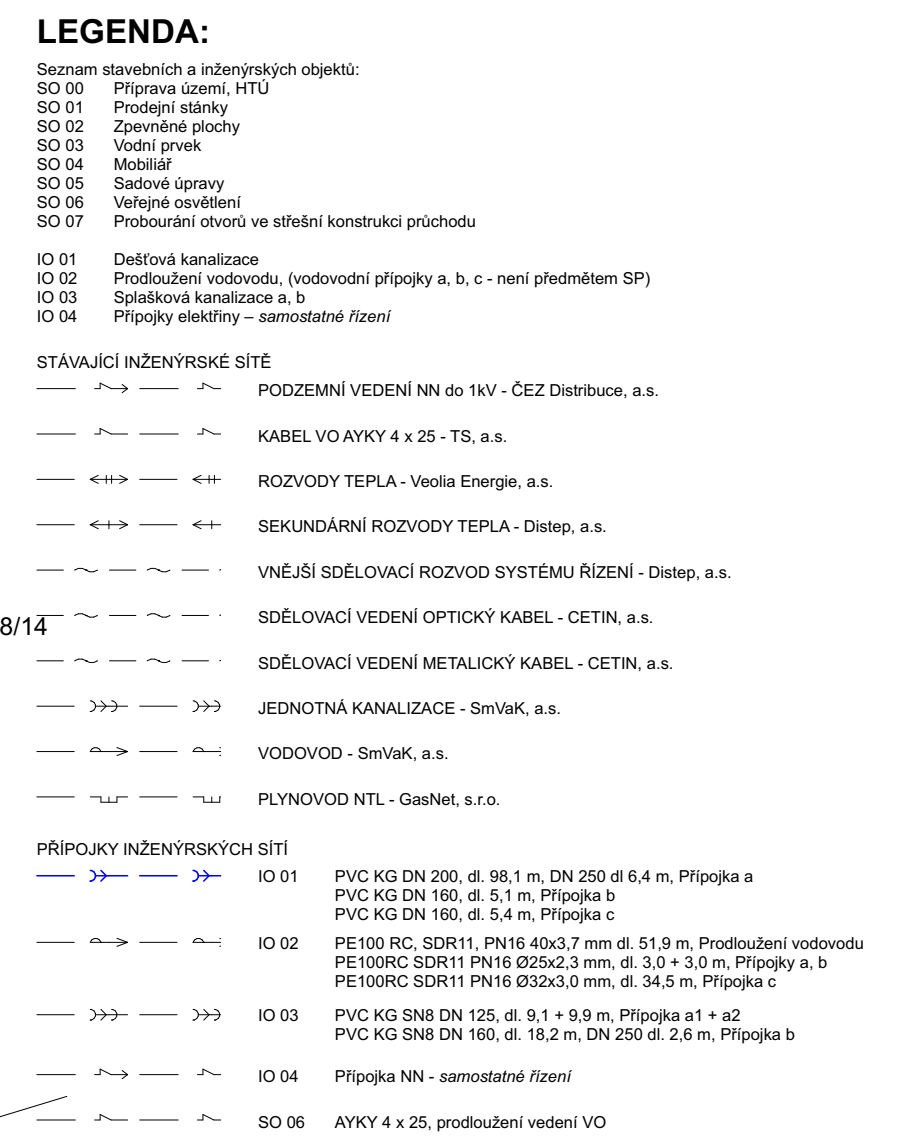 LEGENDA:
Seznam stavebních a inženýrských objektů:
SO 00 Příprava území, HTÚ
SO 01 Prodejní stánky
SO 02 Zpevněné plochy
SO 03 Vodní prvek
SO 04 Mobiliář
SO 05 Sadové úpravy
SO 06 Veřejné osvětlení
SO 07 Probourání otvorů ve střešní konstrukci průchodu
IO 01 Dešťová kanalizace
IO 02 Prodloužení vodovodu, (vodovodní přípojky a, b, c - není předmětem SP)
IO 03 Splašková kanalizace a, b
IO 04 Přípojky elektřiny – samostatné řízení
STÁVAJÍCÍ INŽENÝRSKÉ SÍTĚ
PODZEMNÍ VEDENÍ NN do 1kV - ČEZ Distribuce, a.s.
KABEL VO AYKY 4 x 25 - TS, a.s.
ROZVODY TEPLA - Veolia Energie, a.s.
SEKUNDÁRNÍ ROZVODY TEPLA - Distep, a.s.
VNĚJŠÍ SDĚLOVACÍ ROZVOD SYSTÉMU ŘÍZENÍ - Distep, a.s.
SDĚLOVACÍ VEDENÍ OPTICKÝ KABEL - CETIN, a.s.
8/14
SDĚLOVACÍ VEDENÍ METALICKÝ KABEL - CETIN, a.s.
JEDNOTNÁ KANALIZACE - SmVaK, a.s.
VODOVOD - SmVaK, a.s.
PLYNOVOD NTL - GasNet, s.r.o.
PŘÍPOJKY INŽENÝRSKÝCH SÍTÍ
IO 01 PVC KG DN 200, dl. 98,1 m, DN 250 dl 6,4 m, Přípojka a
PVC KG DN 160, dl. 5,1 m, Přípojka b
PVC KG DN 160, dl. 5,4 m, Přípojka c
IO 02 PE100 RC, SDR11, PN16 40x3,7 mm dl. 51,9 m, Prodloužení vodovodu
PE100RC SDR11 PN16 Ø25x2,3 mm, dl. 3,0 + 3,0 m, Přípojky a, b
PE100RC SDR11 PN16 Ø32x3,0 mm, dl. 34,5 m, Přípojka c
IO 03 PVC KG SN8 DN 125, dl. 9,1 + 9,9 m, Přípojka a1 + a2
PVC KG SN8 DN 160, dl. 18,2 m, DN 250 dl. 2,6 m, Přípojka b
IO 04 Přípojka NN - samostatné řízení
SO 06 AYKY 4 x 25, prodloužení vedení VO